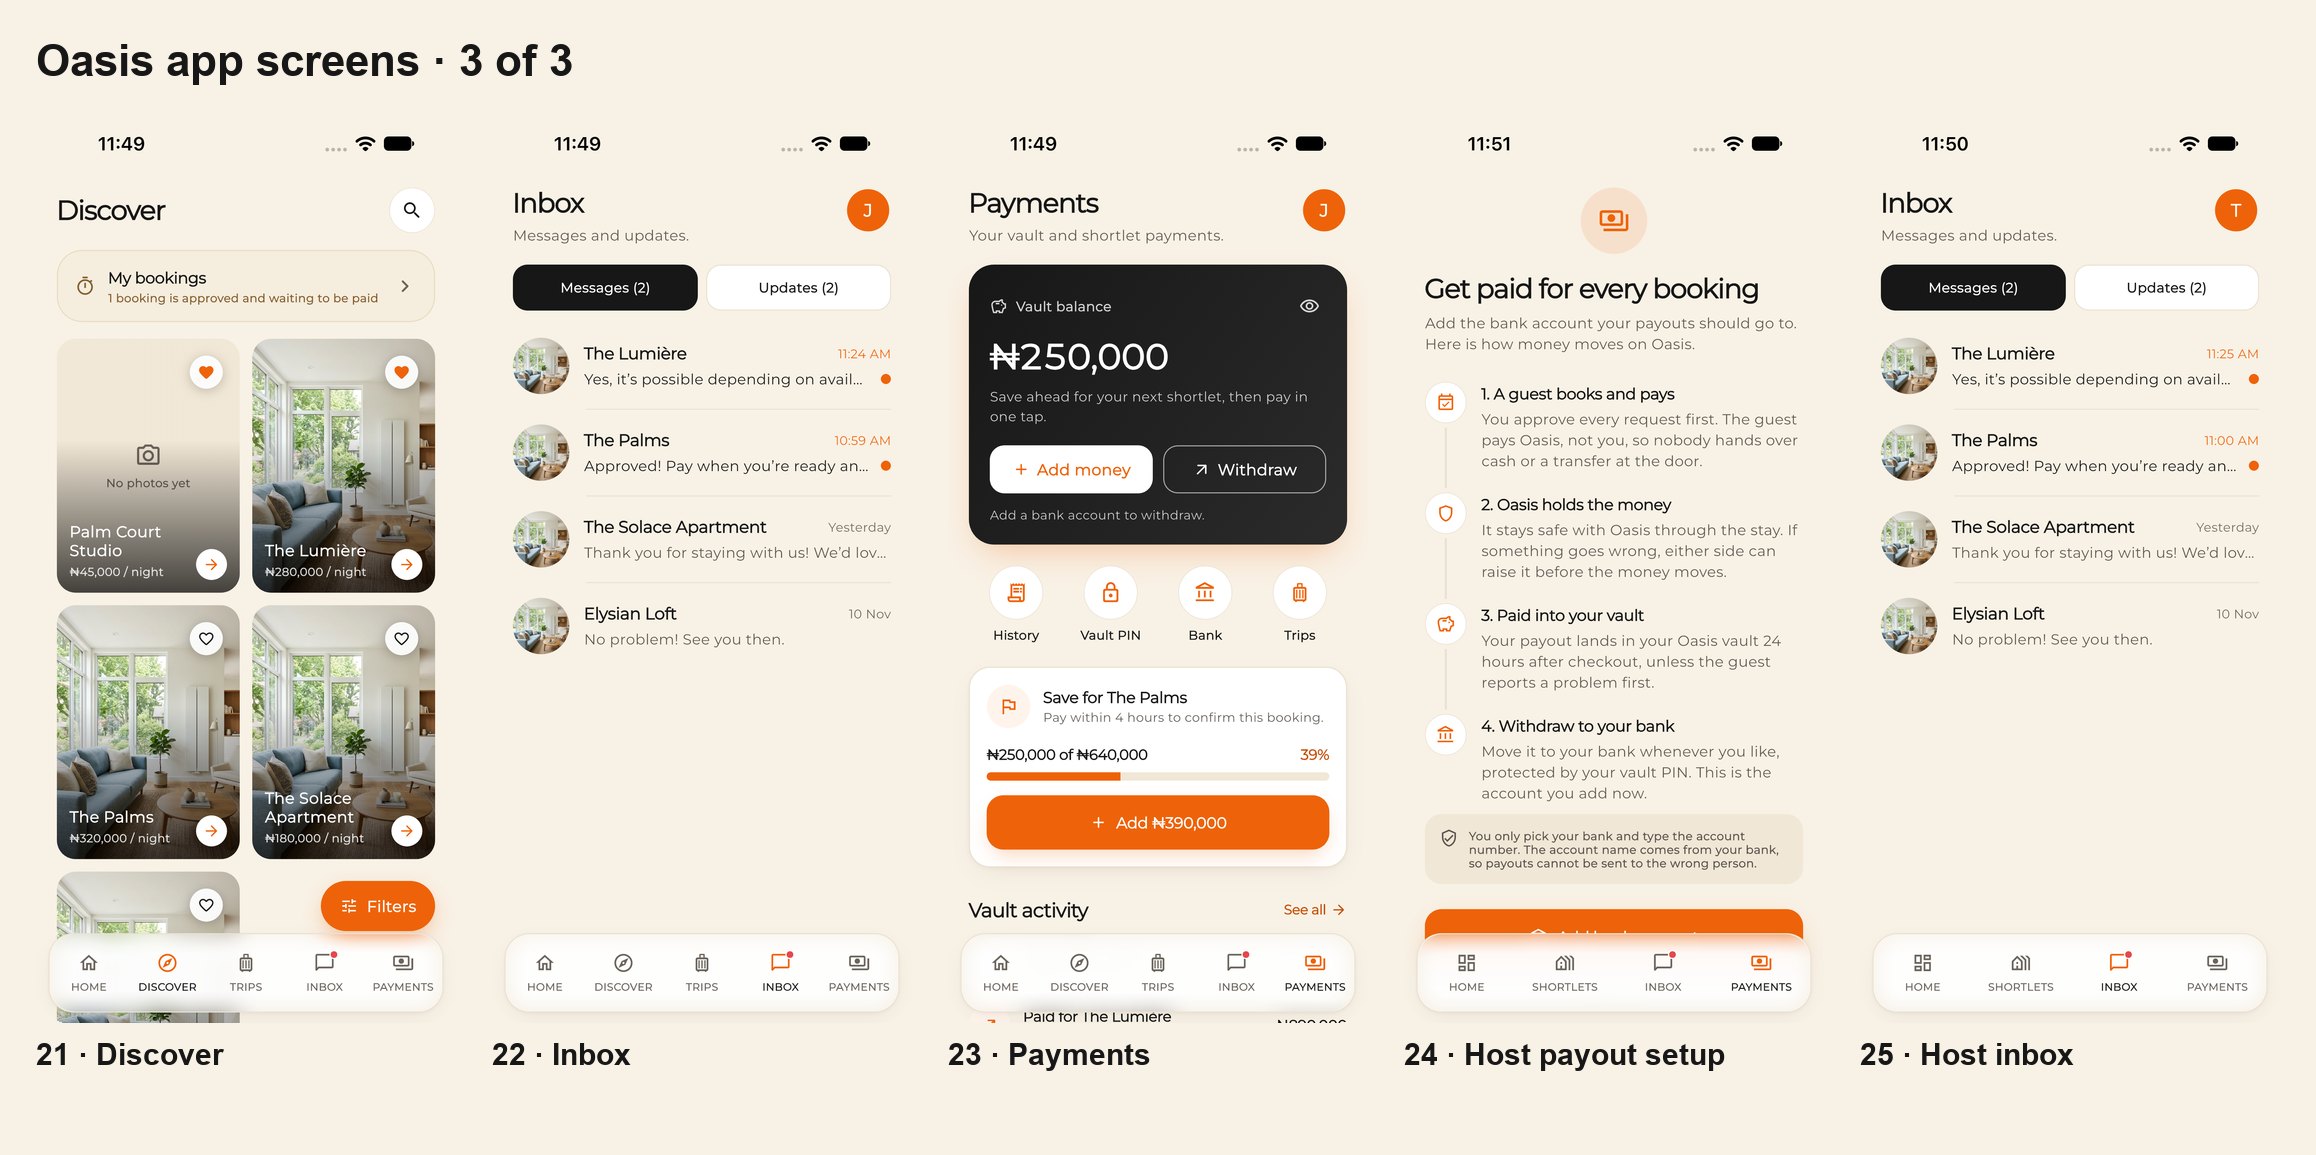 Oasis app screens · 3 of 3
11:49
Discover
My bookings
1 booking is approved and waiting to be paid
No photos yet
Palm Court
Studio
₦45,000 / night
The Lumière
₦280,000 / night
The Palms
₦320,000 / night
The Solace
Apartment
₦180,000 / night
Filters
HOME
DISCOVER
TRIPS
INBOX
PAYMENTS
21 · Discover
11:49
Inbox
J
Messages and updates.
Messages (2)
Updates (2)
The Lumière
11:24 AM
Yes, it’s possible depending on avail...
The Palms
10:59 AM
Approved! Pay when you’re ready an...
The Solace Apartment
Yesterday
Thank you for staying with us! We’d lov...
Elysian Loft
10 Nov
No problem! See you then.
HOME
DISCOVER
TRIPS
INBOX
PAYMENTS
22 · Inbox
11:49
Payments
J
Your vault and shortlet payments.
Vault balance
₦250,000
Save ahead for your next shortlet, then pay in
one tap.
+ Add money
Withdraw
Add a bank account to withdraw.
History
Vault PIN
Bank
Trips
Save for The Palms
Pay within 4 hours to confirm this booking.
₦250,000 of ₦640,000
39%
+ Add ₦390,000
Vault activity
See all →
HOME
DISCOVER
TRIPS
INBOX
PAYMENTS
Paid for The Lumière
23 · Payments
11:51
Get paid for every booking
Add the bank account your payouts should go to.
Here is how money moves on Oasis.
1. A guest books and pays
You approve every request first. The guest
pays Oasis, not you, so nobody hands over
cash or a transfer at the door.
2. Oasis holds the money
It stays safe with Oasis through the stay. If
something goes wrong, either side can
raise it before the money moves.
3. Paid into your vault
Your payout lands in your Oasis vault 24
hours after checkout, unless the guest
reports a problem first.
4. Withdraw to your bank
Move it to your bank whenever you like,
protected by your vault PIN. This is the
account you add now.
You only pick your bank and type the account
number. The account name comes from your bank,
so payouts cannot be sent to the wrong person.
HOME
SHORTLETS
INBOX
PAYMENTS
24 · Host payout setup
11:50
Inbox
T
Messages and updates.
Messages (2)
Updates (2)
The Lumière
11:25 AM
Yes, it’s possible depending on avail...
The Palms
11:00 AM
Approved! Pay when you’re ready an...
The Solace Apartment
Yesterday
Thank you for staying with us! We’d lov...
Elysian Loft
10 Nov
No problem! See you then.
HOME
SHORTLETS
INBOX
PAYMENTS
25 · Host inbox